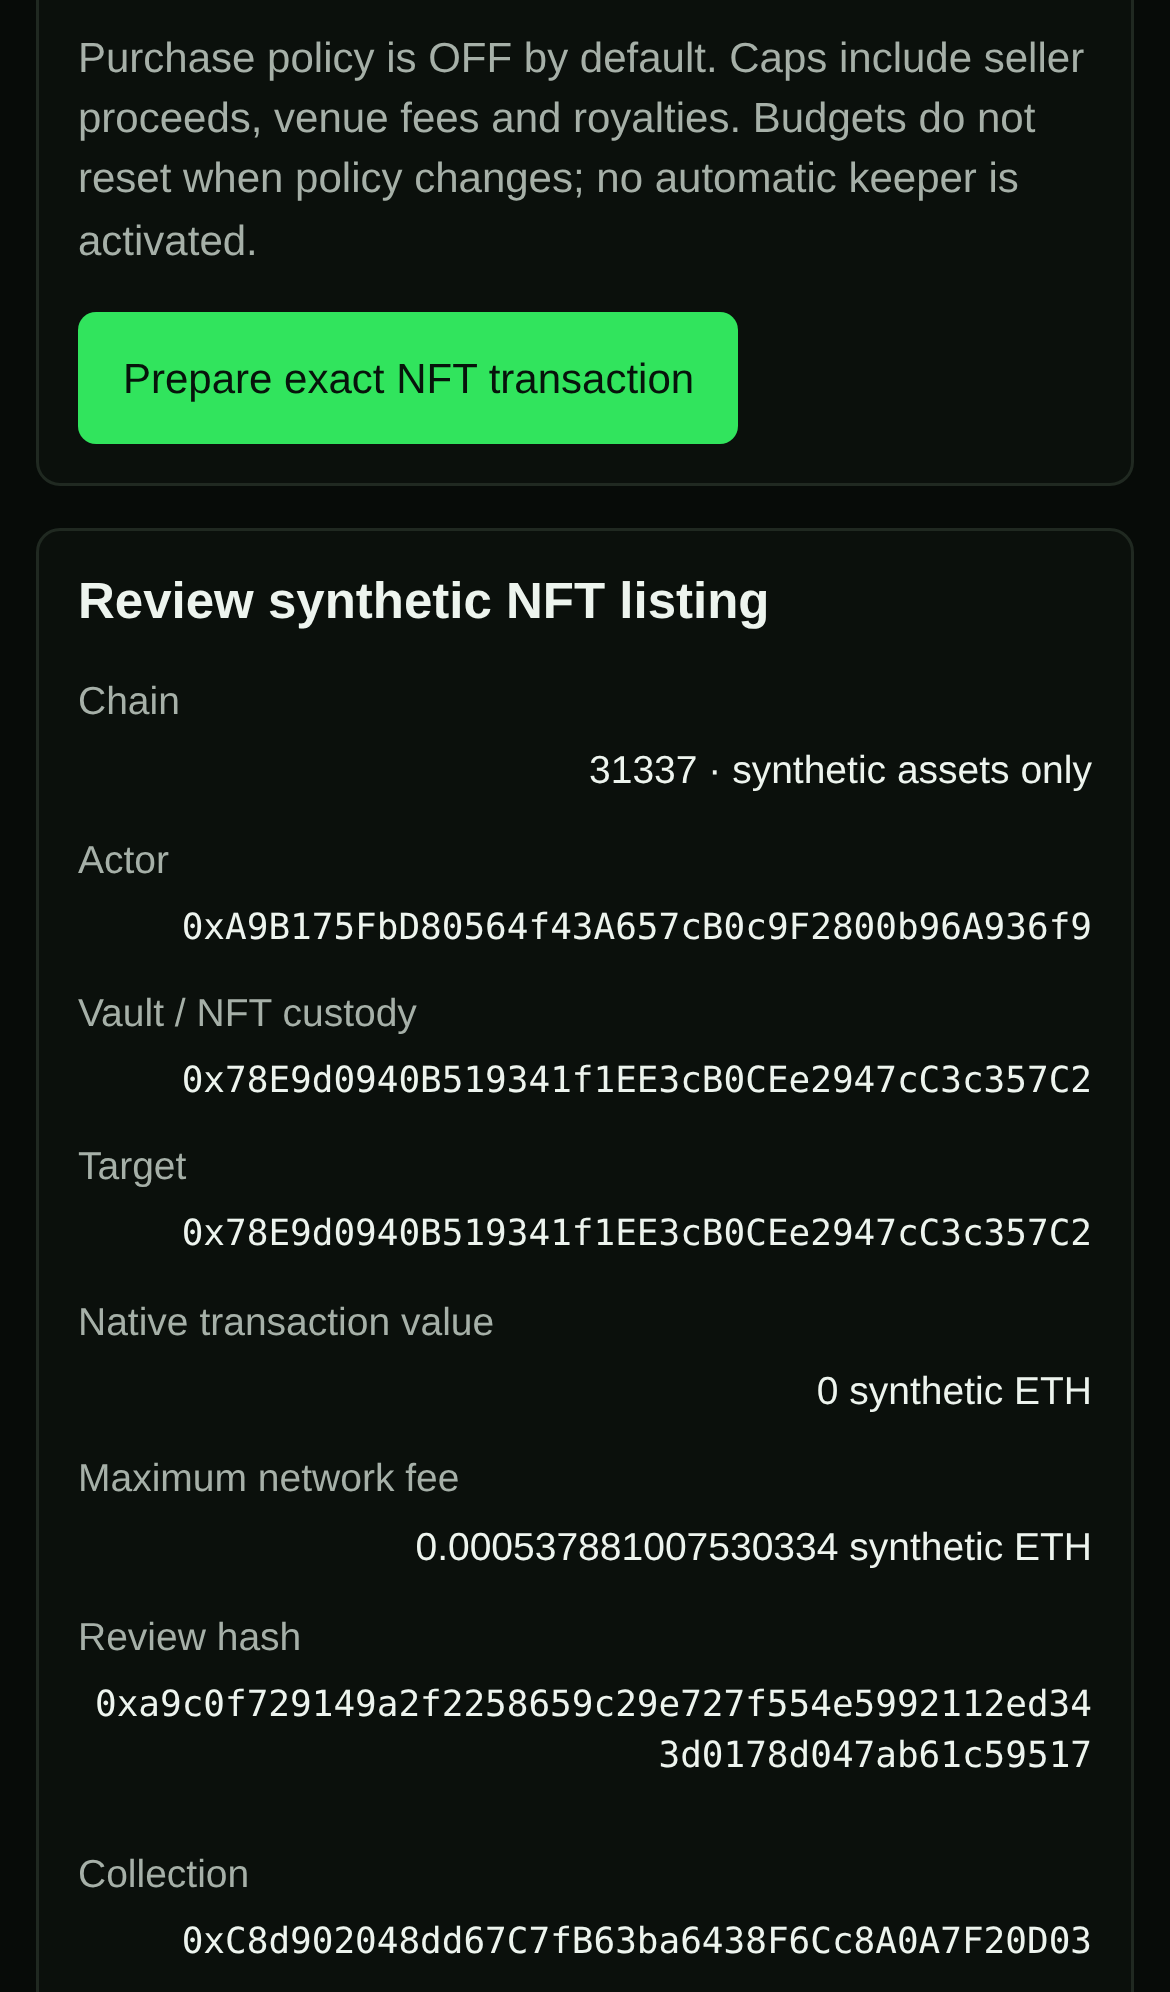 Purchase policy is OFF by default. Caps include seller
proceeds, venue fees and royalties. Budgets do not
reset when policy changes; no automatic keeper is
activated.
Prepare exact NFT transaction
Review synthetic NFT listing
Chain
31337 · synthetic assets only
Actor
0xA9B175FbD80564f43A657cB0c9F2800b96A936f9
Vault / NFT custody
0x78E9d0940B519341f1EE3cB0CEe2947cC3c357C2
Target
0x78E9d0940B519341f1EE3cB0CEe2947cC3c357C2
Native transaction value
0 synthetic ETH
Maximum network fee
0.000537881007530334 synthetic ETH
Review hash
0xa9c0f729149a2f2258659c29e727f554e5992112ed34
3d0178d047ab61c59517
Collection
0xC8d902048dd67C7fB63ba6438F6Cc8A0A7F20D03